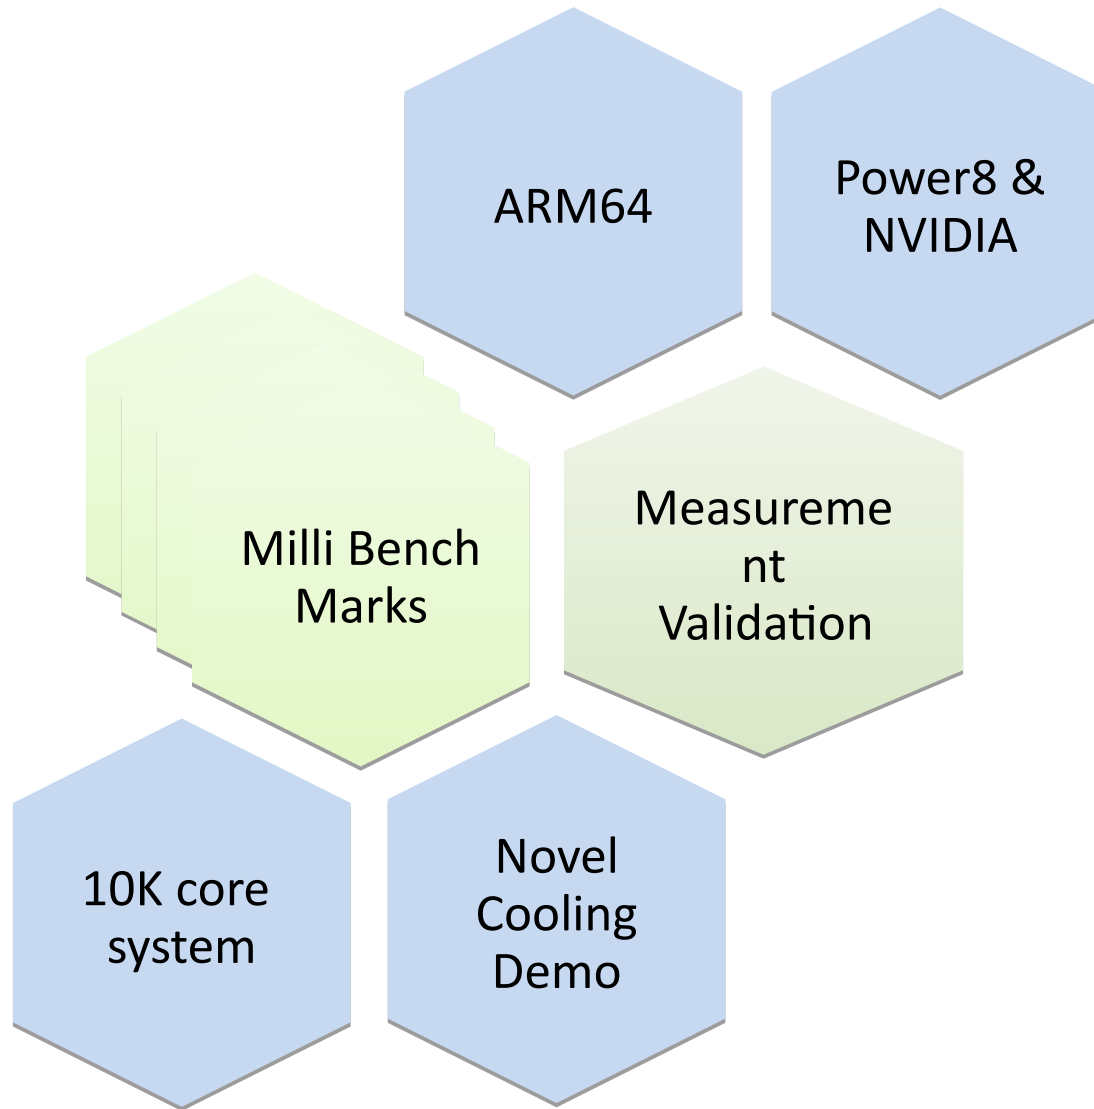 ARM64
Power8 &
NVIDIA
Milli Bench
Marks
Measureme
nt
Validation
10K core
system
Novel
Cooling
Demo